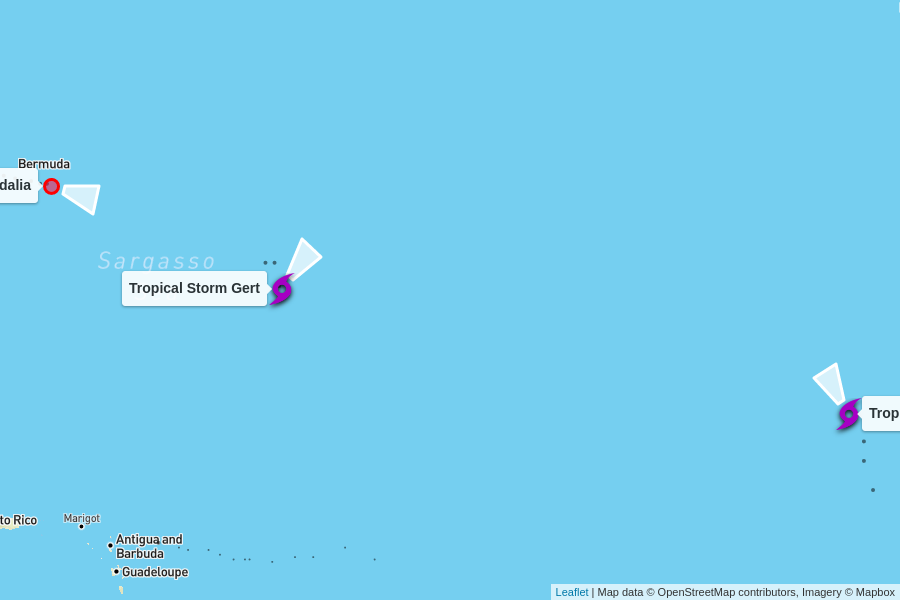 Bermuda
dalia
Sargasso
Tropical Storm Gert
Trop
to Rico
Marigot
Antigua and
Barbuda
Guadeloupe
Leaflet | Map data © OpenStreetMap contributors, Imagery © Mapbox